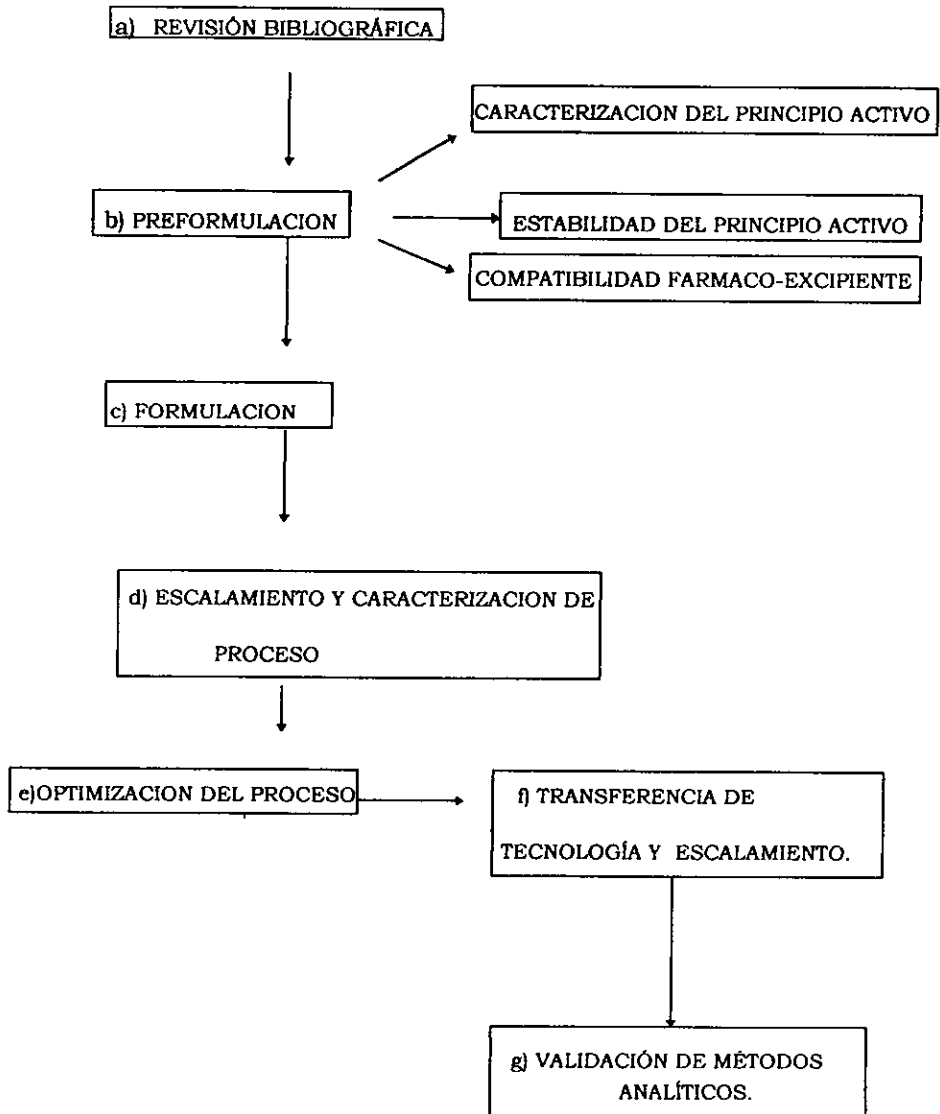 a) REVISIÓN BIBLIOGRÁFICA
CARACTERIZACION DEL PRINCIPIO ACTIVO
b) PREFORMULACION
ESTABILIDAD DEL PRINCIPIO ACTIVO
COMPATIBILIDAD FARMACO-EXCIPIENTE
c) FORMULACION
d) ESCALAMIENTO Y CARACTERIZACION DE
PROCESO
e)OPTIMIZACION DEL PROCESO
f) TRANSFERENCIA DE
TECNOLOGÍA Y ESCALAMIENTO.
g) VALIDACIÓN DE MÉTODOS
ANALÍTICOS.